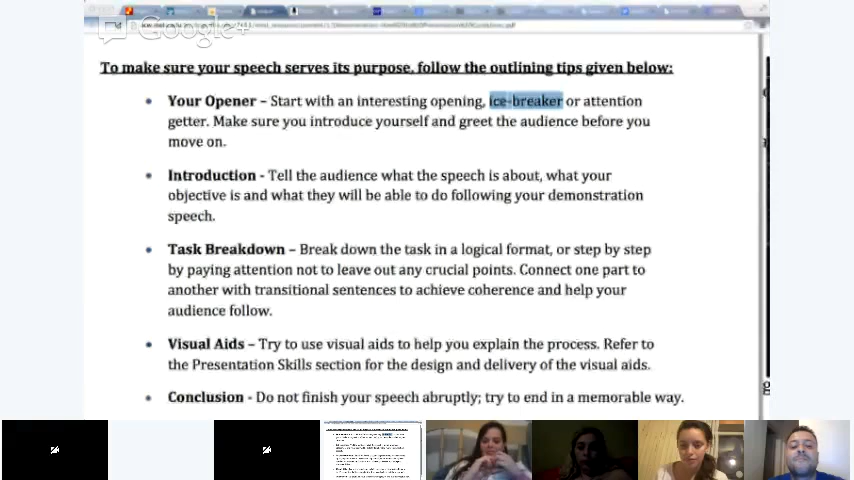 Google+
To make sure your speech serves its purpose, follow the outlining tips given below:
• Your Opener – Start with an interesting opening, ice-breaker or attention
getter. Make sure you introduce yourself and greet the audience before you
move on.
• Introduction - Tell the audience what the speech is about, what your
objective is and what they will be able to do following your demonstration
speech.
• Task Breakdown – Break down the task in a logical format, or step by step
by paying attention not to leave out any crucial points. Connect one part to
another with transitional sentences to achieve coherence and help your
audience follow.
• Visual Aids – Try to use visual aids to help you explain the process. Refer to
the Presentation Skills section for the design and delivery of the visual aids.
• Conclusion - Do not finish your speech abruptly; try to end in a memorable way.